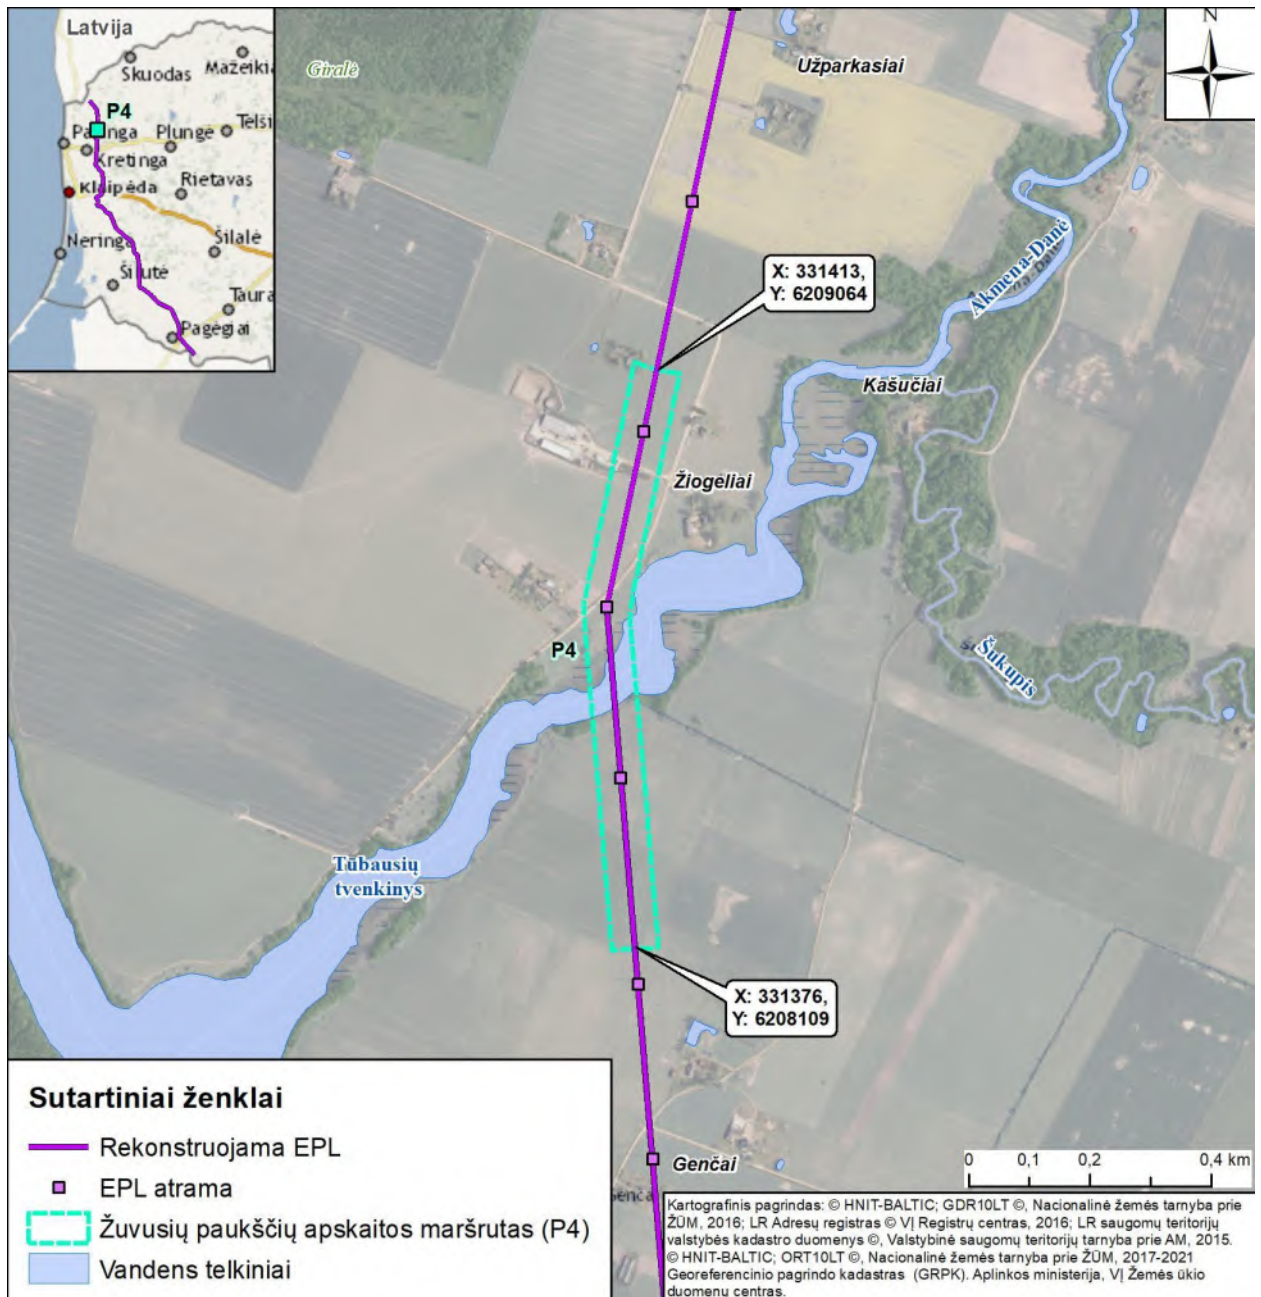 Latvija
Skuodas
Mažeikia
P4
Palanga
Plungė
Telši
Kretinga
Klaipėda
Rietavas
Neringa
Šilalė
Šilutė
Taura
Pagėgiai
Giralė
Užparkasiai
N
Akmena-Danė
X: 331413,
Y: 6209064
Kašučiai
Žiogeliai
P4
Šukupis
Tūbausių
tvenkinys
X: 331376,
Y: 6208109
Genčai
Sutartiniai ženklai
Rekonstruojama EPL
EPL atrama
Žuvusių paukščių apskaitos maršrutas (P4)
Vandens telkiniai
0 0,1 0,2 0,4 km
Kartografinis pagrindas: © HNIT-BALTIC; GDR10LT ©, Nacionalinė žemės tarnyba prie
ŽŪM, 2016; LR Adresų registras © VĮ Registrų centras, 2016; LR saugomų teritorijų
valstybės kadastro duomenys ©, Valstybinė saugomų teritorijų tarnyba prie AM, 2015.
© HNIT-BALTIC; ORT10LT ©, Nacionalinė žemės tarnyba prie ŽŪM, 2017-2021
Georeferencinio pagrindo kadastras (GRPK). Aplinkos ministerija, VĮ Žemės ūkio
duomenų centras.